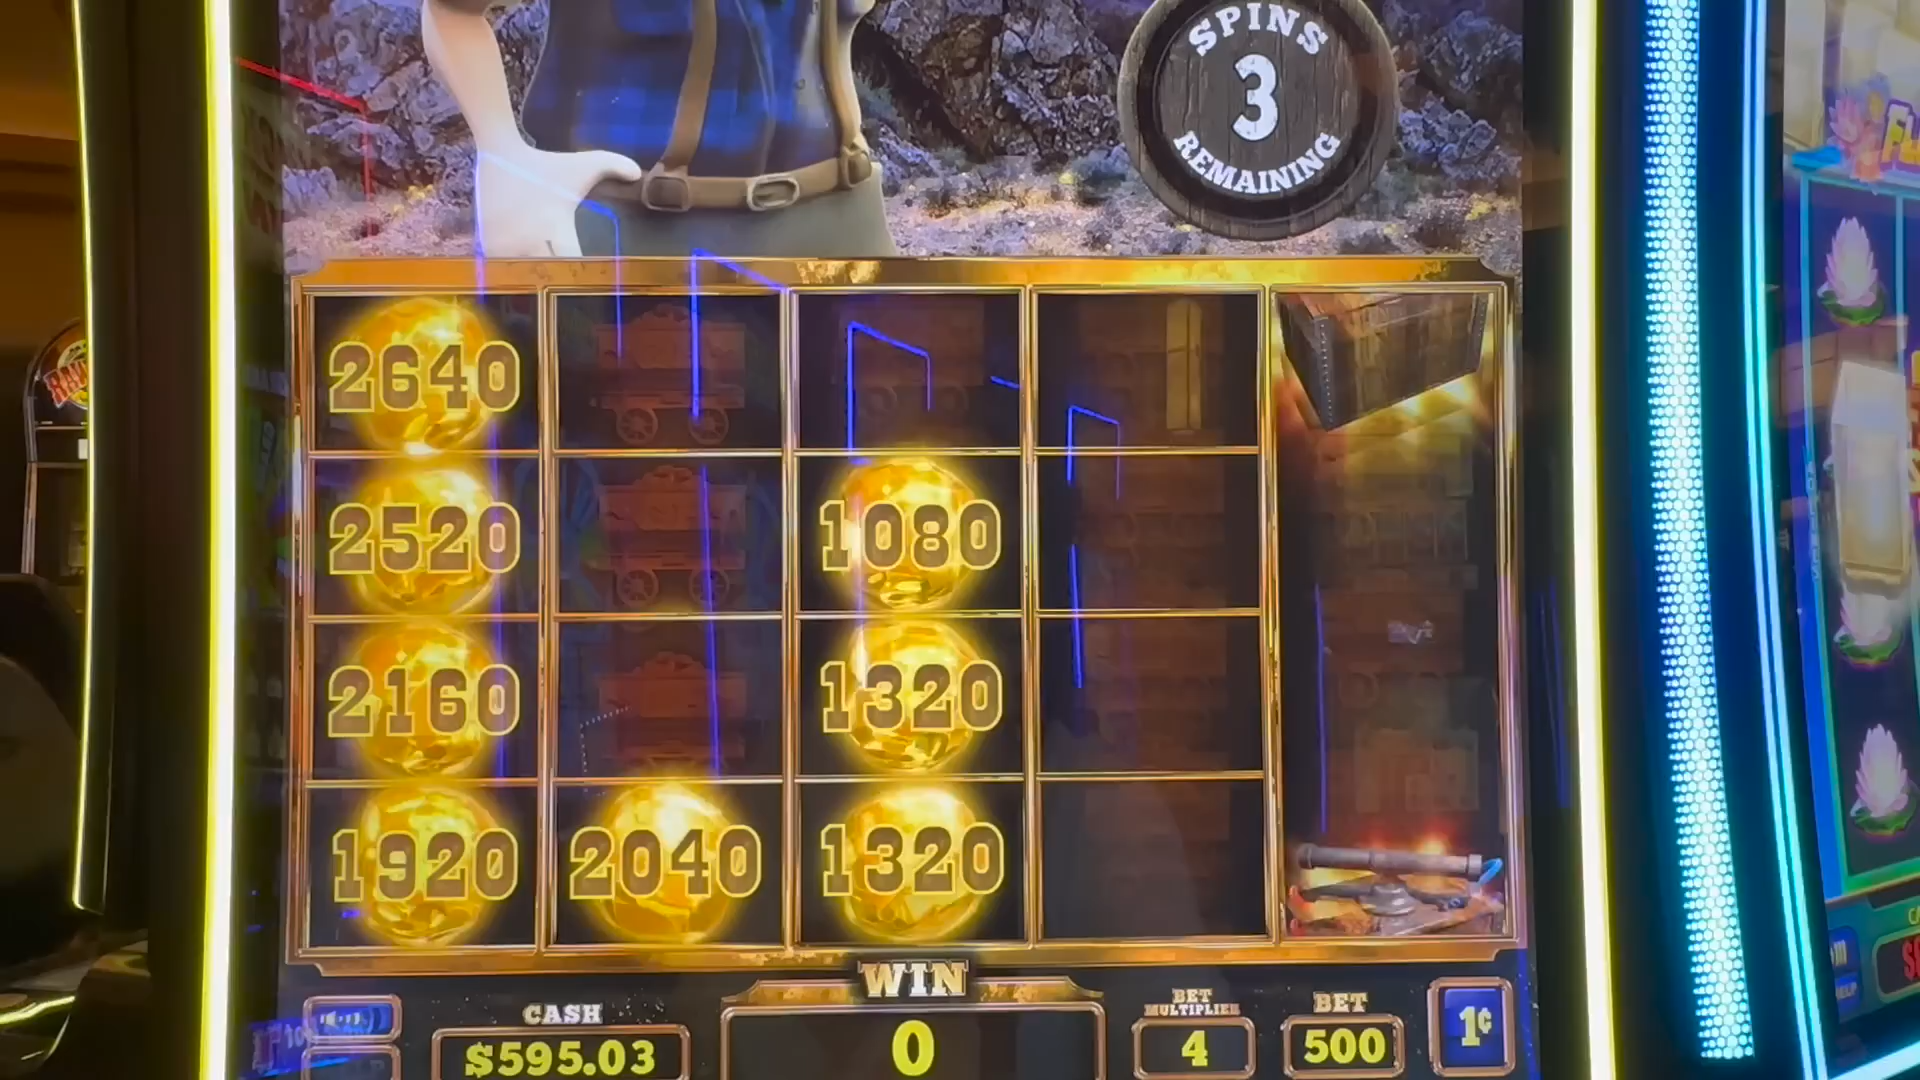 SPINS
3
REMAINING
2640
2520
1080
2160
1320
1920
2040
1320
WIN
CASH
$595.03
0
BET
MULTIPLIER
4
BET
500
1¢